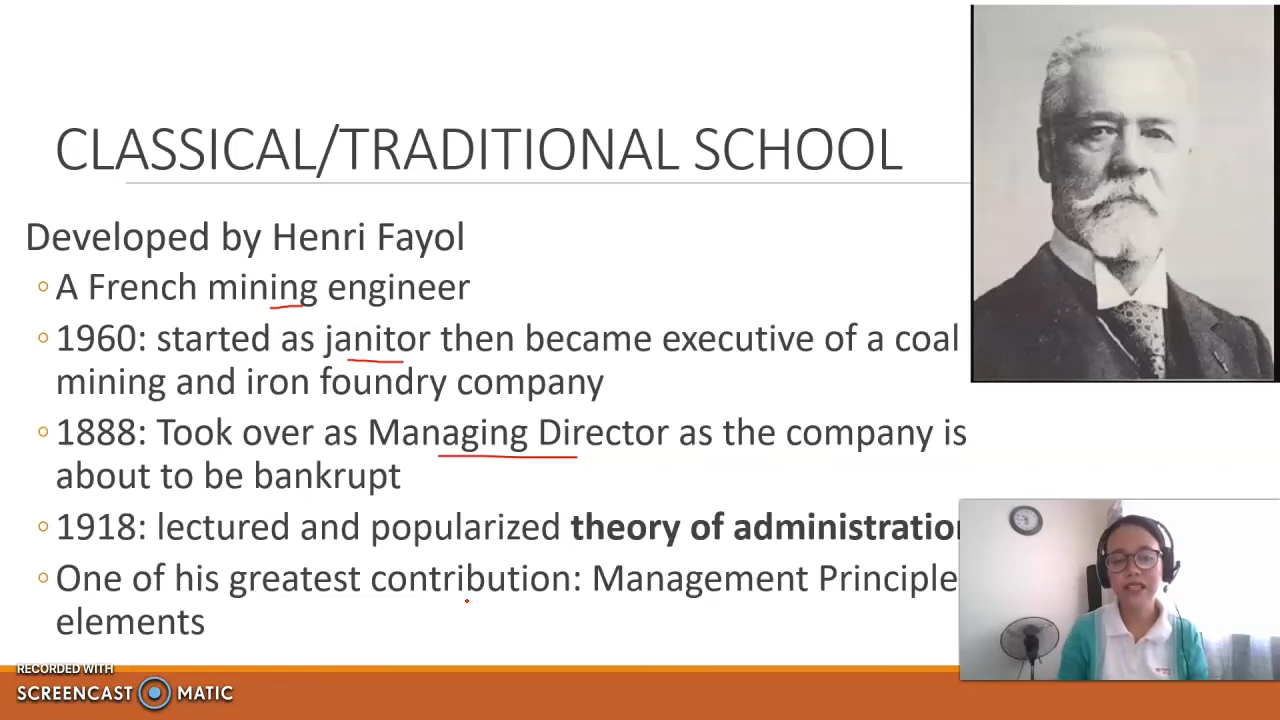 CLASSICAL/TRADITIONAL SCHOOL
Developed by Henri Fayol
A French mining engineer
1960: started as janitor then became executive of a coal
mining and iron foundry company
1888: Took over as Managing Director as the company is
about to be bankrupt
1918: lectured and popularized theory of administration
One of his greatest contribution: Management Principle
elements
RECORDED WITH
SCREENCAST MATIC